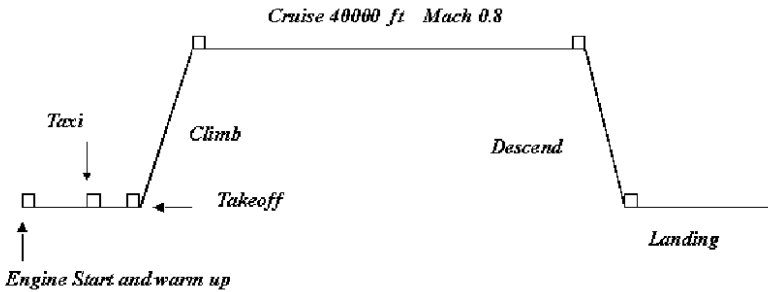 Cruise 40000 ft Mach 0.8
Taxi
Climb
Descend
Takeoff
Landing
Engine Start and warm up